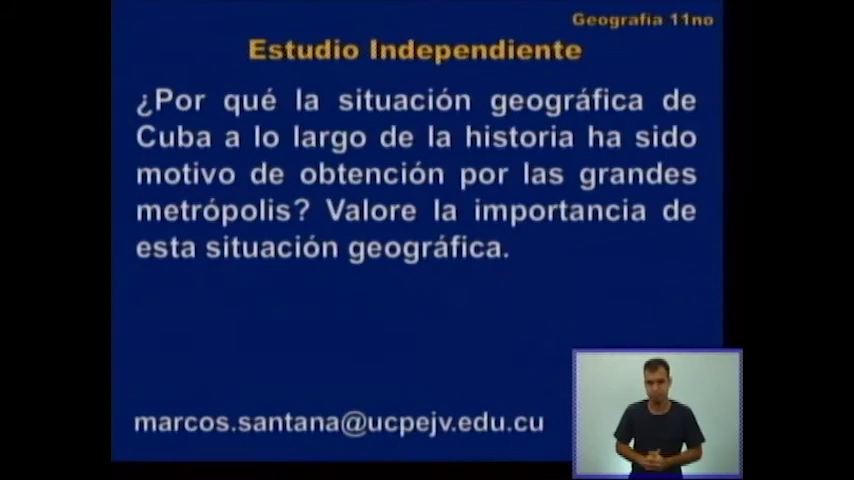 Geografía 11no
Estudio Independiente
¿Por qué la situación geográfica de
Cuba a lo largo de la historia ha sido
motivo de obtención por las grandes
metrópolis? Valore la importancia de
esta situación geográfica.
marcos.santana@ucpejv.edu.cu